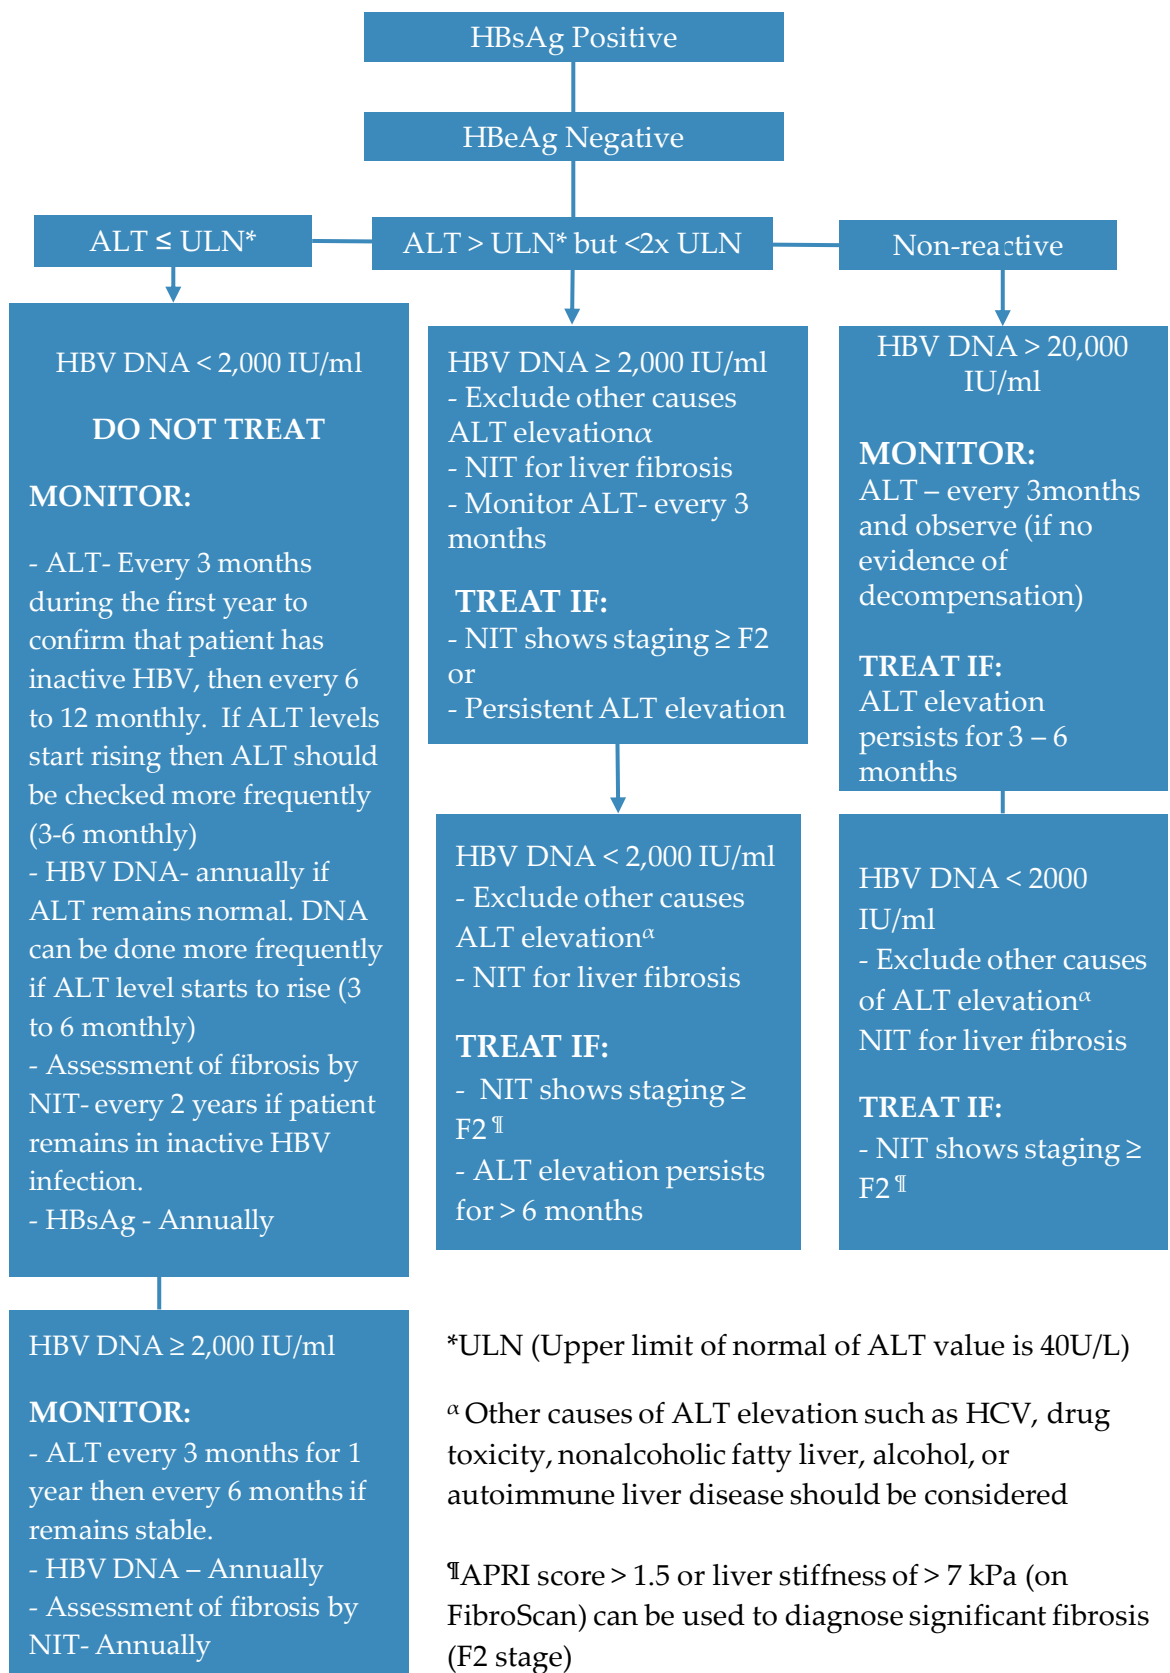 HBsAg Positive
HBeAg Negative
ALT ≤ ULN*
ALT > ULN* but <2x ULN
Non-reactive
HBV DNA < 2,000 IU/ml
DO NOT TREAT
MONITOR:
- ALT- Every 3 months
during the first year to
confirm that patient has
inactive HBV, then every 6
to 12 monthly.  If ALT levels
start rising then ALT should
be checked more frequently
(3-6 monthly)
- HBV DNA- annually if
ALT remains normal. DNA
can be done more frequently
if ALT level starts to rise (3
to 6 monthly)
- Assessment of fibrosis by
NIT- every 2 years if patient
remains in inactive HBV
infection.
- HBsAg - Annually
HBV DNA ≥ 2,000 IU/ml
MONITOR:
- ALT every 3 months for 1
year then every 6 months if
remains stable.
- HBV DNA – Annually
- Assessment of fibrosis by
NIT- Annually
HBV DNA ≥ 2,000 IU/ml
- Exclude other causes
ALT elevationα
- NIT for liver fibrosis
- Monitor ALT- every 3
months
TREAT IF:
- NIT shows staging ≥ F2
or
- Persistent ALT elevation
HBV DNA < 2,000 IU/ml
- Exclude other causes
ALT elevationα
- NIT for liver fibrosis
TREAT IF:
-  NIT shows staging ≥
F2 ¶
- ALT elevation persists
for > 6 months
HBV DNA > 20,000
IU/ml
MONITOR:
ALT – every 3months
and observe (if no
evidence of
decompensation)
TREAT IF:
ALT elevation
persists for 3 – 6
months
HBV DNA < 2000
IU/ml
- Exclude other causes
of ALT elevationα
NIT for liver fibrosis
TREAT IF:
- NIT shows staging ≥
F2 ¶
*ULN (Upper limit of normal of ALT value is 40U/L)
α Other causes of ALT elevation such as HCV, drug
toxicity, nonalcoholic fatty liver, alcohol, or
autoimmune liver disease should be considered
¶APRI score > 1.5 or liver stiffness of > 7 kPa (on
FibroScan) can be used to diagnose significant fibrosis
(F2 stage)